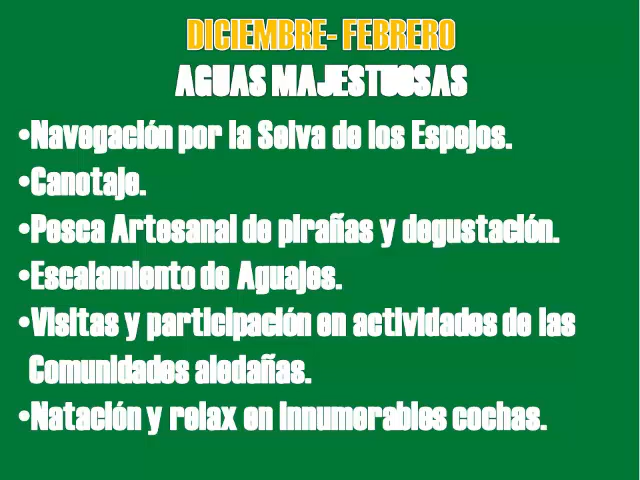 DICIEMBRE- FEBRERO
AGUAS MAJESTUOSAS
•Navegación por la Selva de los Espejos.
•Canotaje.
•Pesca Artesanal de pirañas y degustación.
•Escalamiento de Aguajes.
•Visitas y participación en actividades de las
Comunidades aledañas.
•Natación y relax en innumerables cochas.